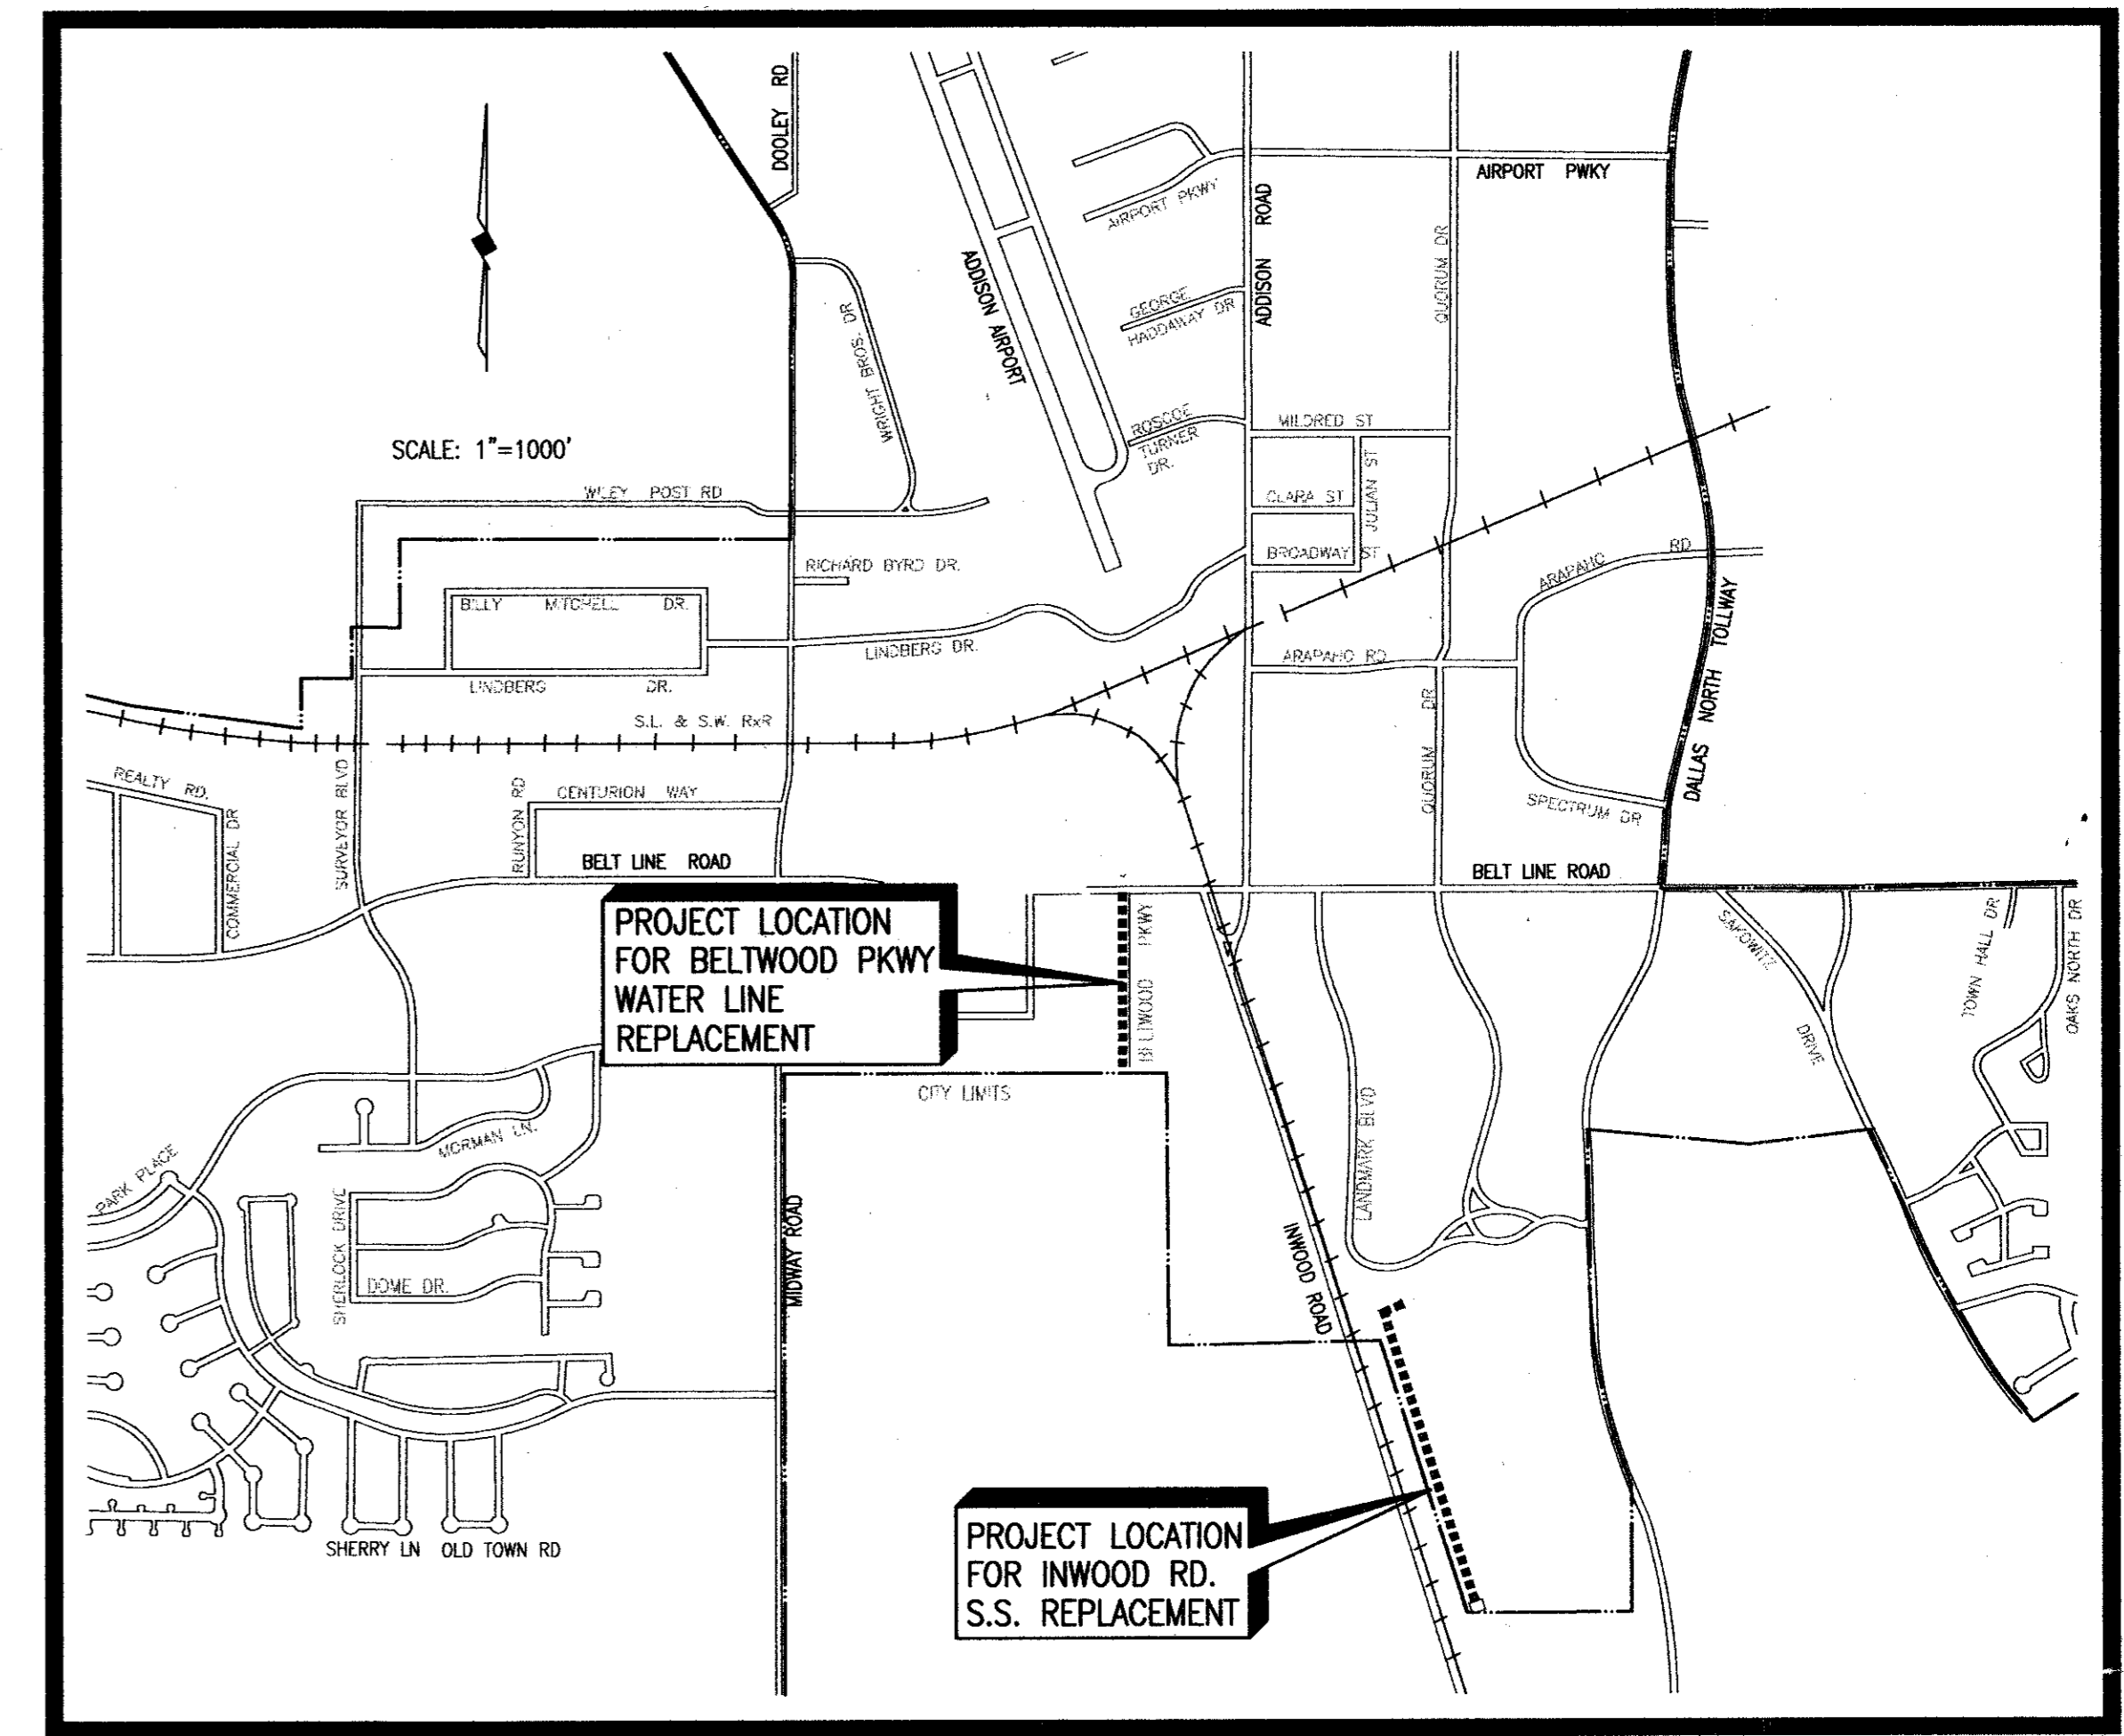 DOOLEY RD
AIRPORT PWKY
AIRPORT PKWY
ADDISON ROAD
QUORUM DR
ADDISON AIRPORT
GEORGE
HADDAWAY DR
WRIGHT BROS. DR
SCALE: 1"=1000'
ROSCOE
TURNER
DR.
MILDRED ST
JULIAN ST
CLARA ST
WILEY POST RD
BROADWAY ST
RICHARD BYRD DR.
ARAPAHO RD
BILLY MITCHELL DR.
LINDBERG DR.
ARAPAHO RD
DALLAS NORTH TOLLWAY
LINDBERG DR.
S.L. & S.W. RxR
QUORUM DR
REALTY RD.
COMMERCIAL DR
SURVEYOR BLVD
RUNYON RD
CENTURION WAY
SPECTRUM DR
BELT LINE ROAD
BELT LINE ROAD
PROJECT LOCATION
FOR BELTWOOD PKWY
WATER LINE
REPLACEMENT
BELTWOOD PKWY
SAKOWITZ DRIVE
TOWN HALL DR
OAKS NORTH DR
CITY LIMITS
MORMAN LN.
PARK PLACE
LANDMARK BLVD
SHERLOCK DRIVE
MIDWAY ROAD
INWOOD ROAD
DOME DR.
PROJECT LOCATION
FOR INWOOD RD.
S.S. REPLACEMENT
SHERRY LN OLD TOWN RD